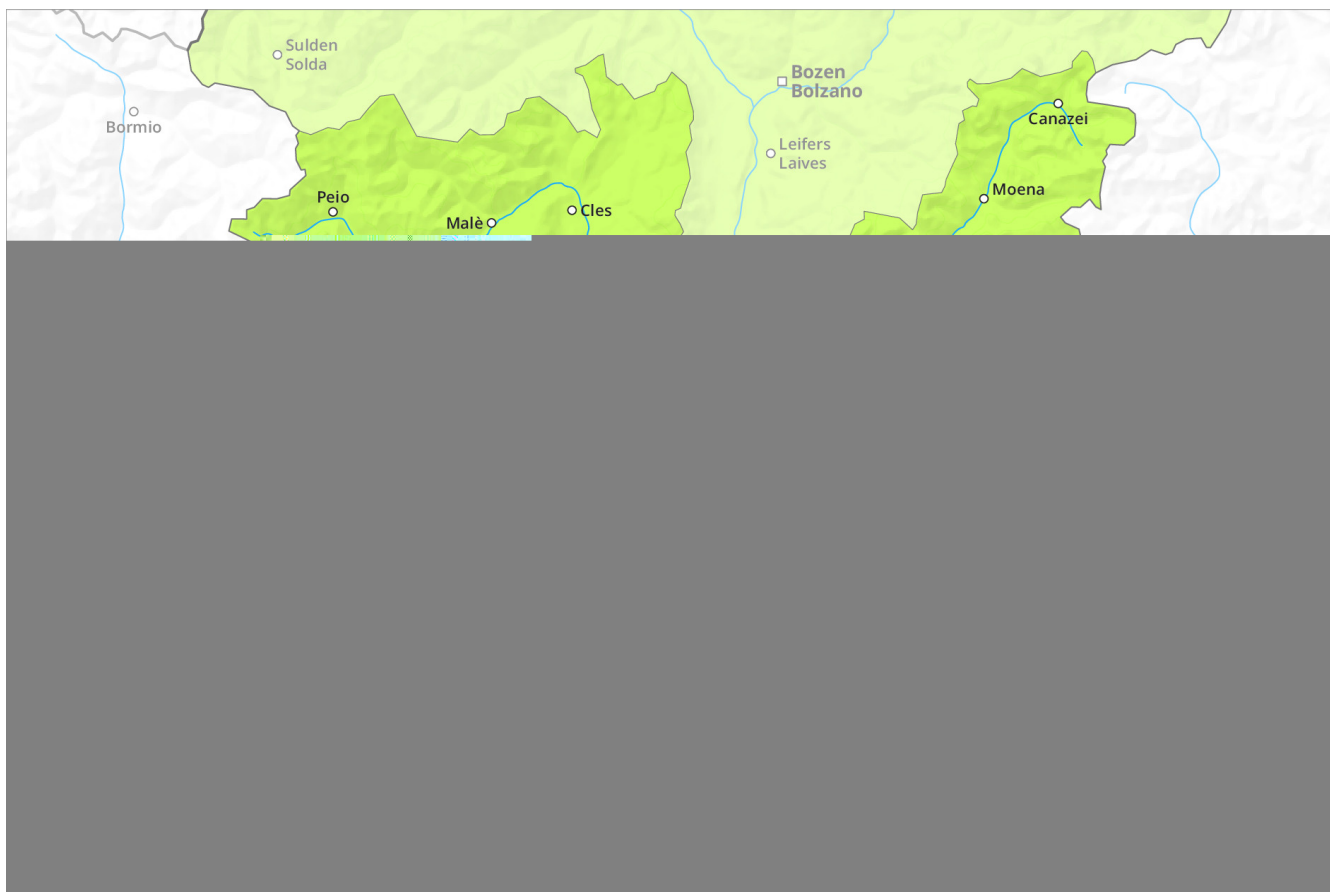 Sulden
Solda
Bozen
Bolzano
Bormio
Canazei
Leifers
Laives
Peio
Moena
Malè
Cles